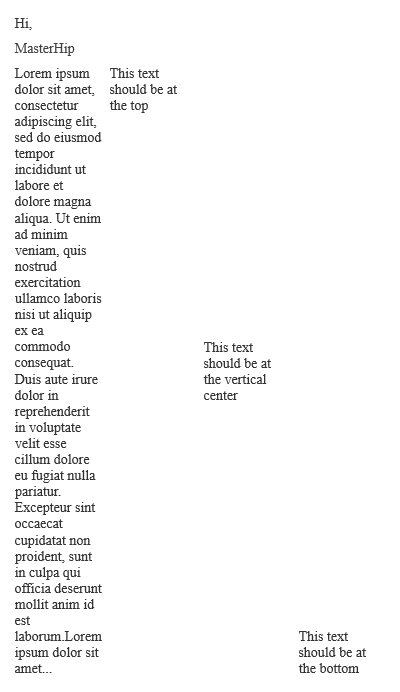 Hi,
MasterHip
Lorem ipsum
dolor sit amet,
consectetur
adipiscing elit,
sed do eiusmod
tempor
incididunt ut
labore et
dolore magna
aliqua. Ut enim
ad minim
veniam, quis
nostrud
exercitation
ullamco laboris
nisi ut aliquip
ex ea
commodo
consequat.
Duis aute irure
dolor in
reprehenderit
in voluptate
velit esse
cillum dolore
eu fugiat nulla
pariatur.
Excepteur sint
occaecat
cupidatat non
proident, sunt
in culpa qui
officia deserunt
mollit anim id
est
laborum.Lorem
ipsum dolor sit
amet...
This text
should be at
the top
This text
should be at
the vertical
center
This text
should be at
the bottom